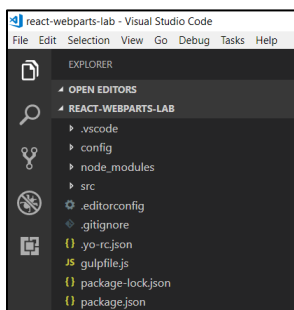 react-webparts-lab - Visual Studio Code
File Edit Selection View Go Debug Tasks Help
EXPLORER
OPEN EDITORS
REACT-WEBPARTS-LAB
.vscode
config
node_modules
src
.editorconfig
.gitignore
{} .yo-rc.json
JS gulpfile.js
{} package-lock.json
{} package.json